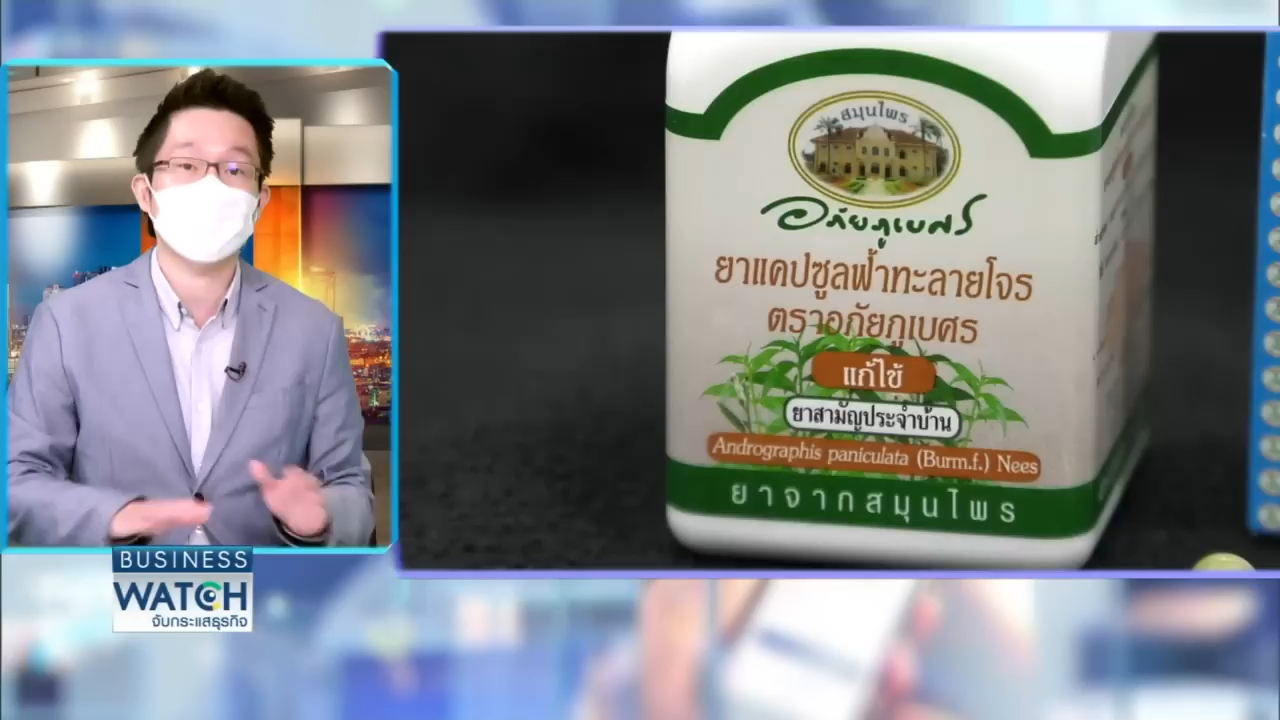 สมุนไพร
อภัยภูเบศร
ยาแคปซูลฟ้าทะลายโจร
ตราอภัยภูเบศร
แก้ไข้
ยาสามัญประจำบ้าน
Andrographis paniculata (Burm.f.) Nees
ยาจากสมุนไพร
BUSINESS
WATCH
จับกระแสธุรกิจ